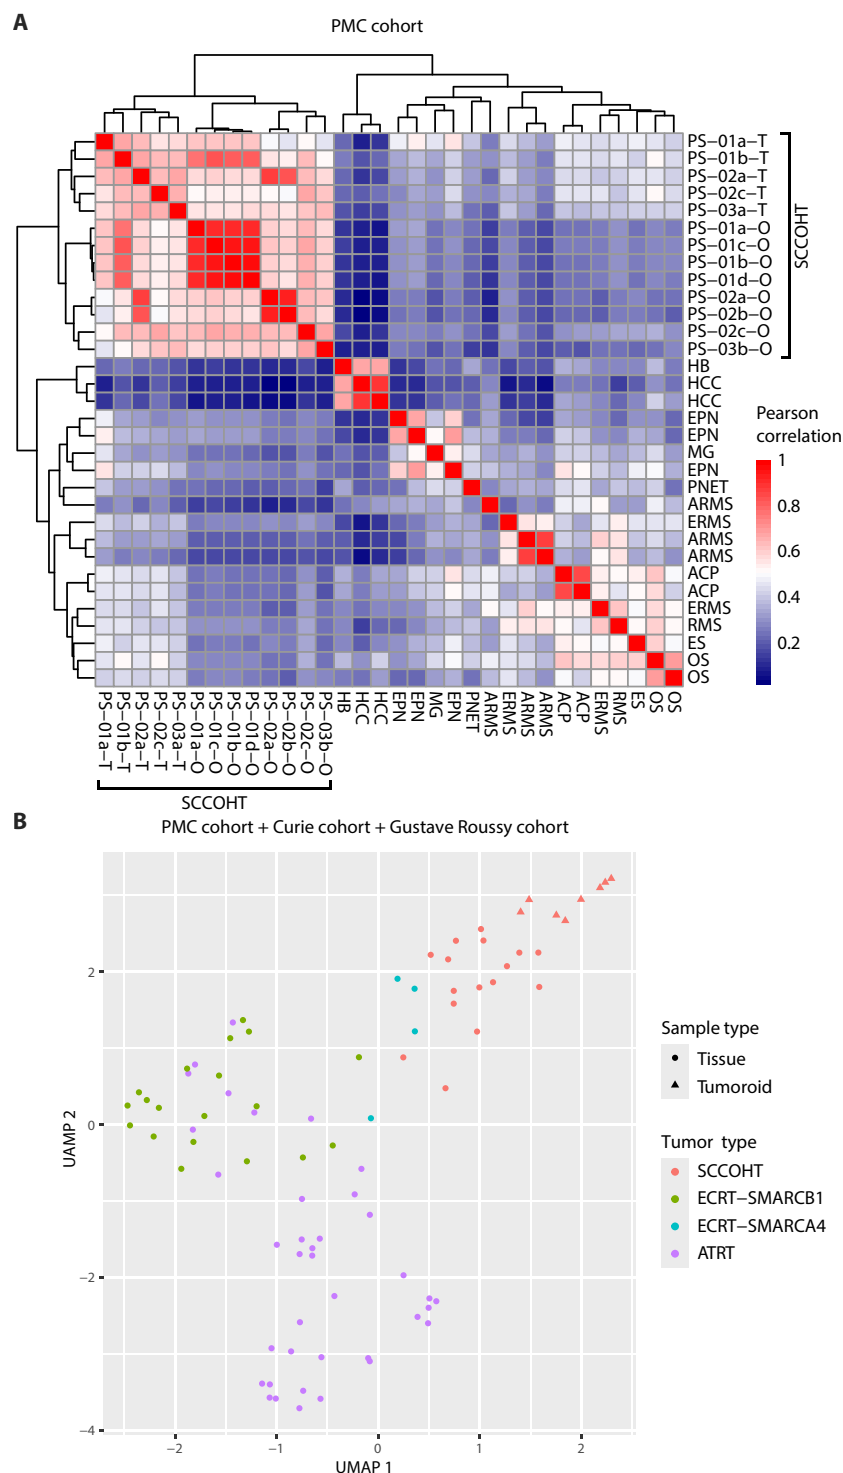 A
PMC cohort
PS−01a−T
PS−01b−T
PS−02a−T
PS−02c−T
PS−03a−T
PS−01a−O
PS−01c−O
PS−01b−O
PS−01d−O
PS−02a−O
PS−02b−O
PS−02c−O
PS−03b−O
HB
HCC
HCC
EPN
EPN
MG
EPN
PNET
ARMS
ERMS
ARMS
ARMS
ACP
ACP
ERMS
RMS
ES
OS
OS
SCCOHT
Pearson
correlation
1
0.8
0.6
0.4
0.2
PS−01a−T
PS−01b−T
PS−02a−T
PS−02c−T
PS−03a−T
PS−01a−O
PS−01c−O
PS−01b−O
PS−01d−O
PS−02a−O
PS−02b−O
PS−02c−O
PS−03b−O
HB
HCC
HCC
EPN
EPN
MG
EPN
PNET
ARMS
ERMS
ARMS
ARMS
ACP
ACP
ERMS
RMS
ES
OS
OS
SCCOHT
B
PMC cohort + Curie cohort + Gustave Roussy cohort
UAMP 2
2
0
−2
−4
−2
−1
0
1
2
UMAP 1
Sample type
Tissue
Tumoroid
Tumor type
SCCOHT
ECRT−SMARCB1
ECRT−SMARCA4
ATRT